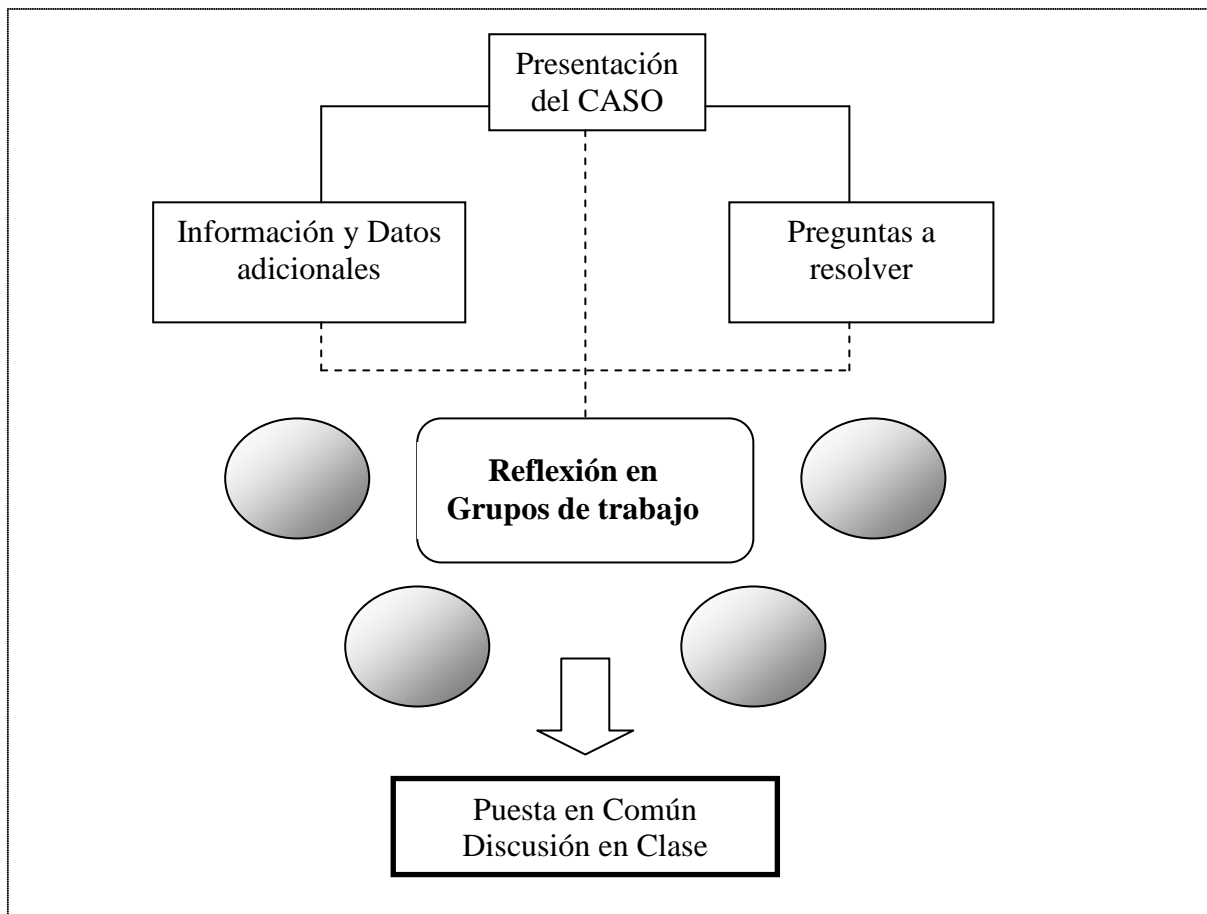 Presentación
del CASO
Información y Datos
adicionales
Preguntas a
resolver
Reflexión en
Grupos de trabajo
Puesta en Común
Discusión en Clase